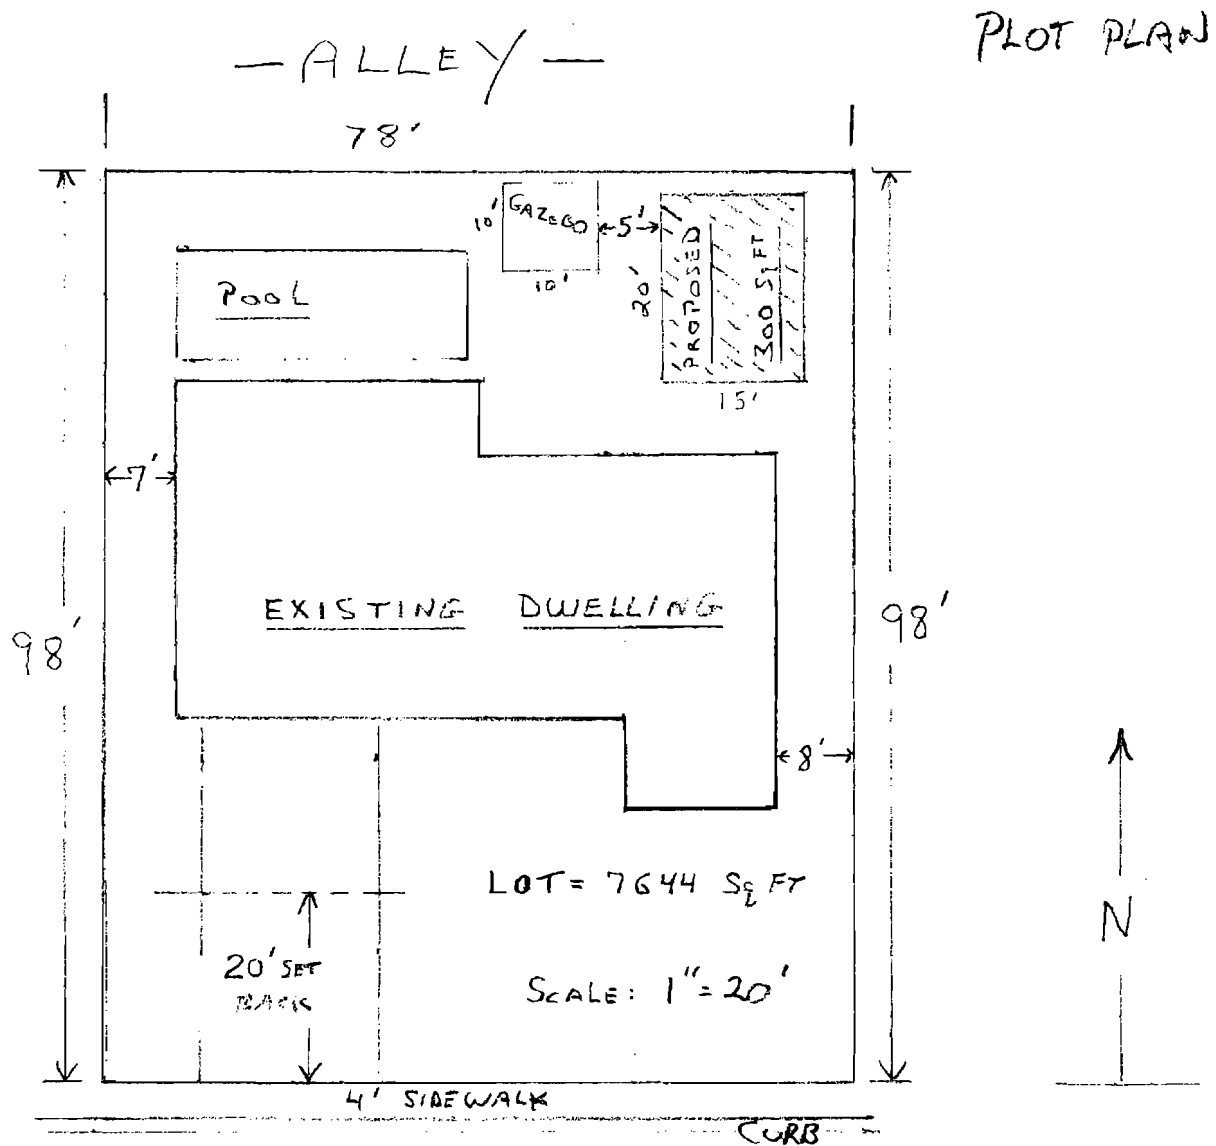 PLOT PLAN
— ALLEY —
78'
GAZEBO
10'
10'
5'
PROPOSED
300 Sq FT
20'
15'
POOL
7'
EXISTING DWELLING
98'
98'
8'
LOT = 7644 Sq FT
20' SET
BACK
SCALE: 1" = 20'
N
4' SIDEWALK
CURB